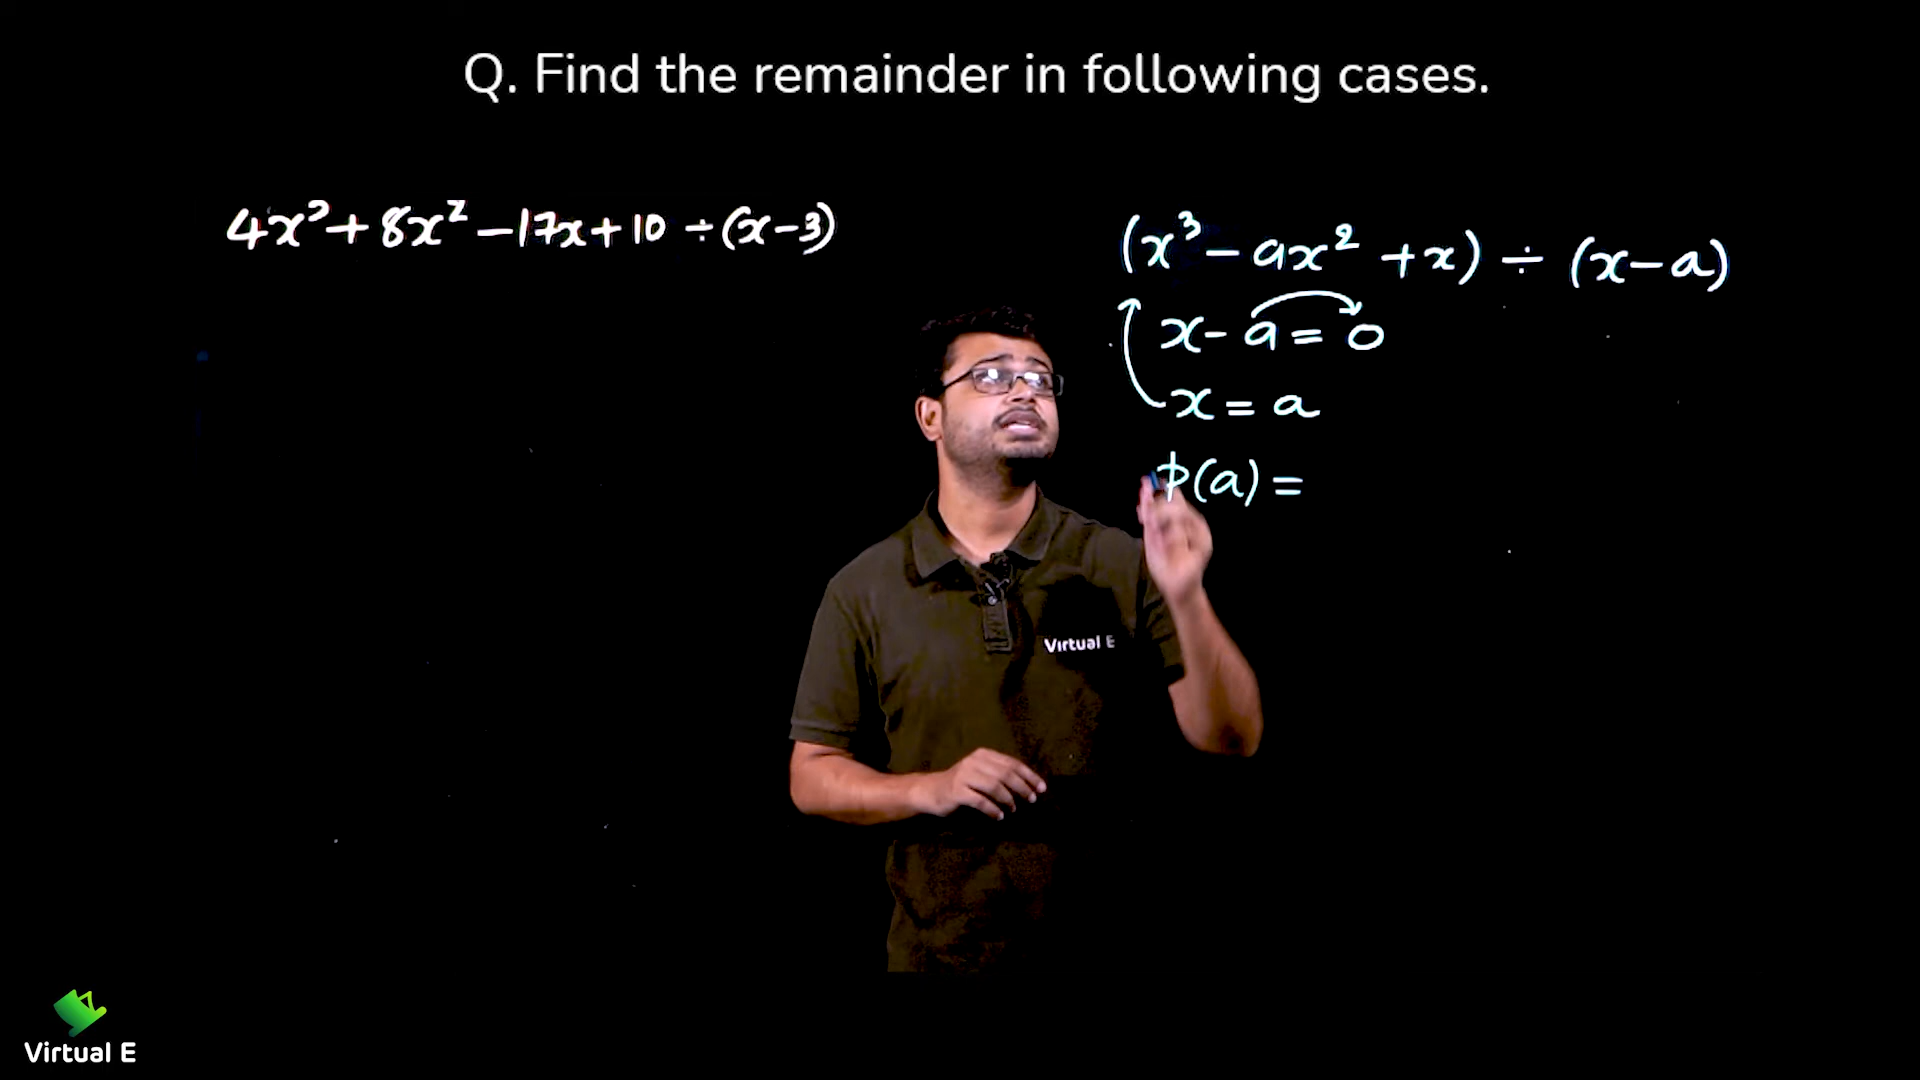 Q. Find the remainder in following cases.
4x³ + 8x² - 17x + 10 ÷ (x - 3)
(x³ - ax² + x) ÷ (x - a)
x - a = 0
x = a
p(a) =
Virtual E
Virtual E